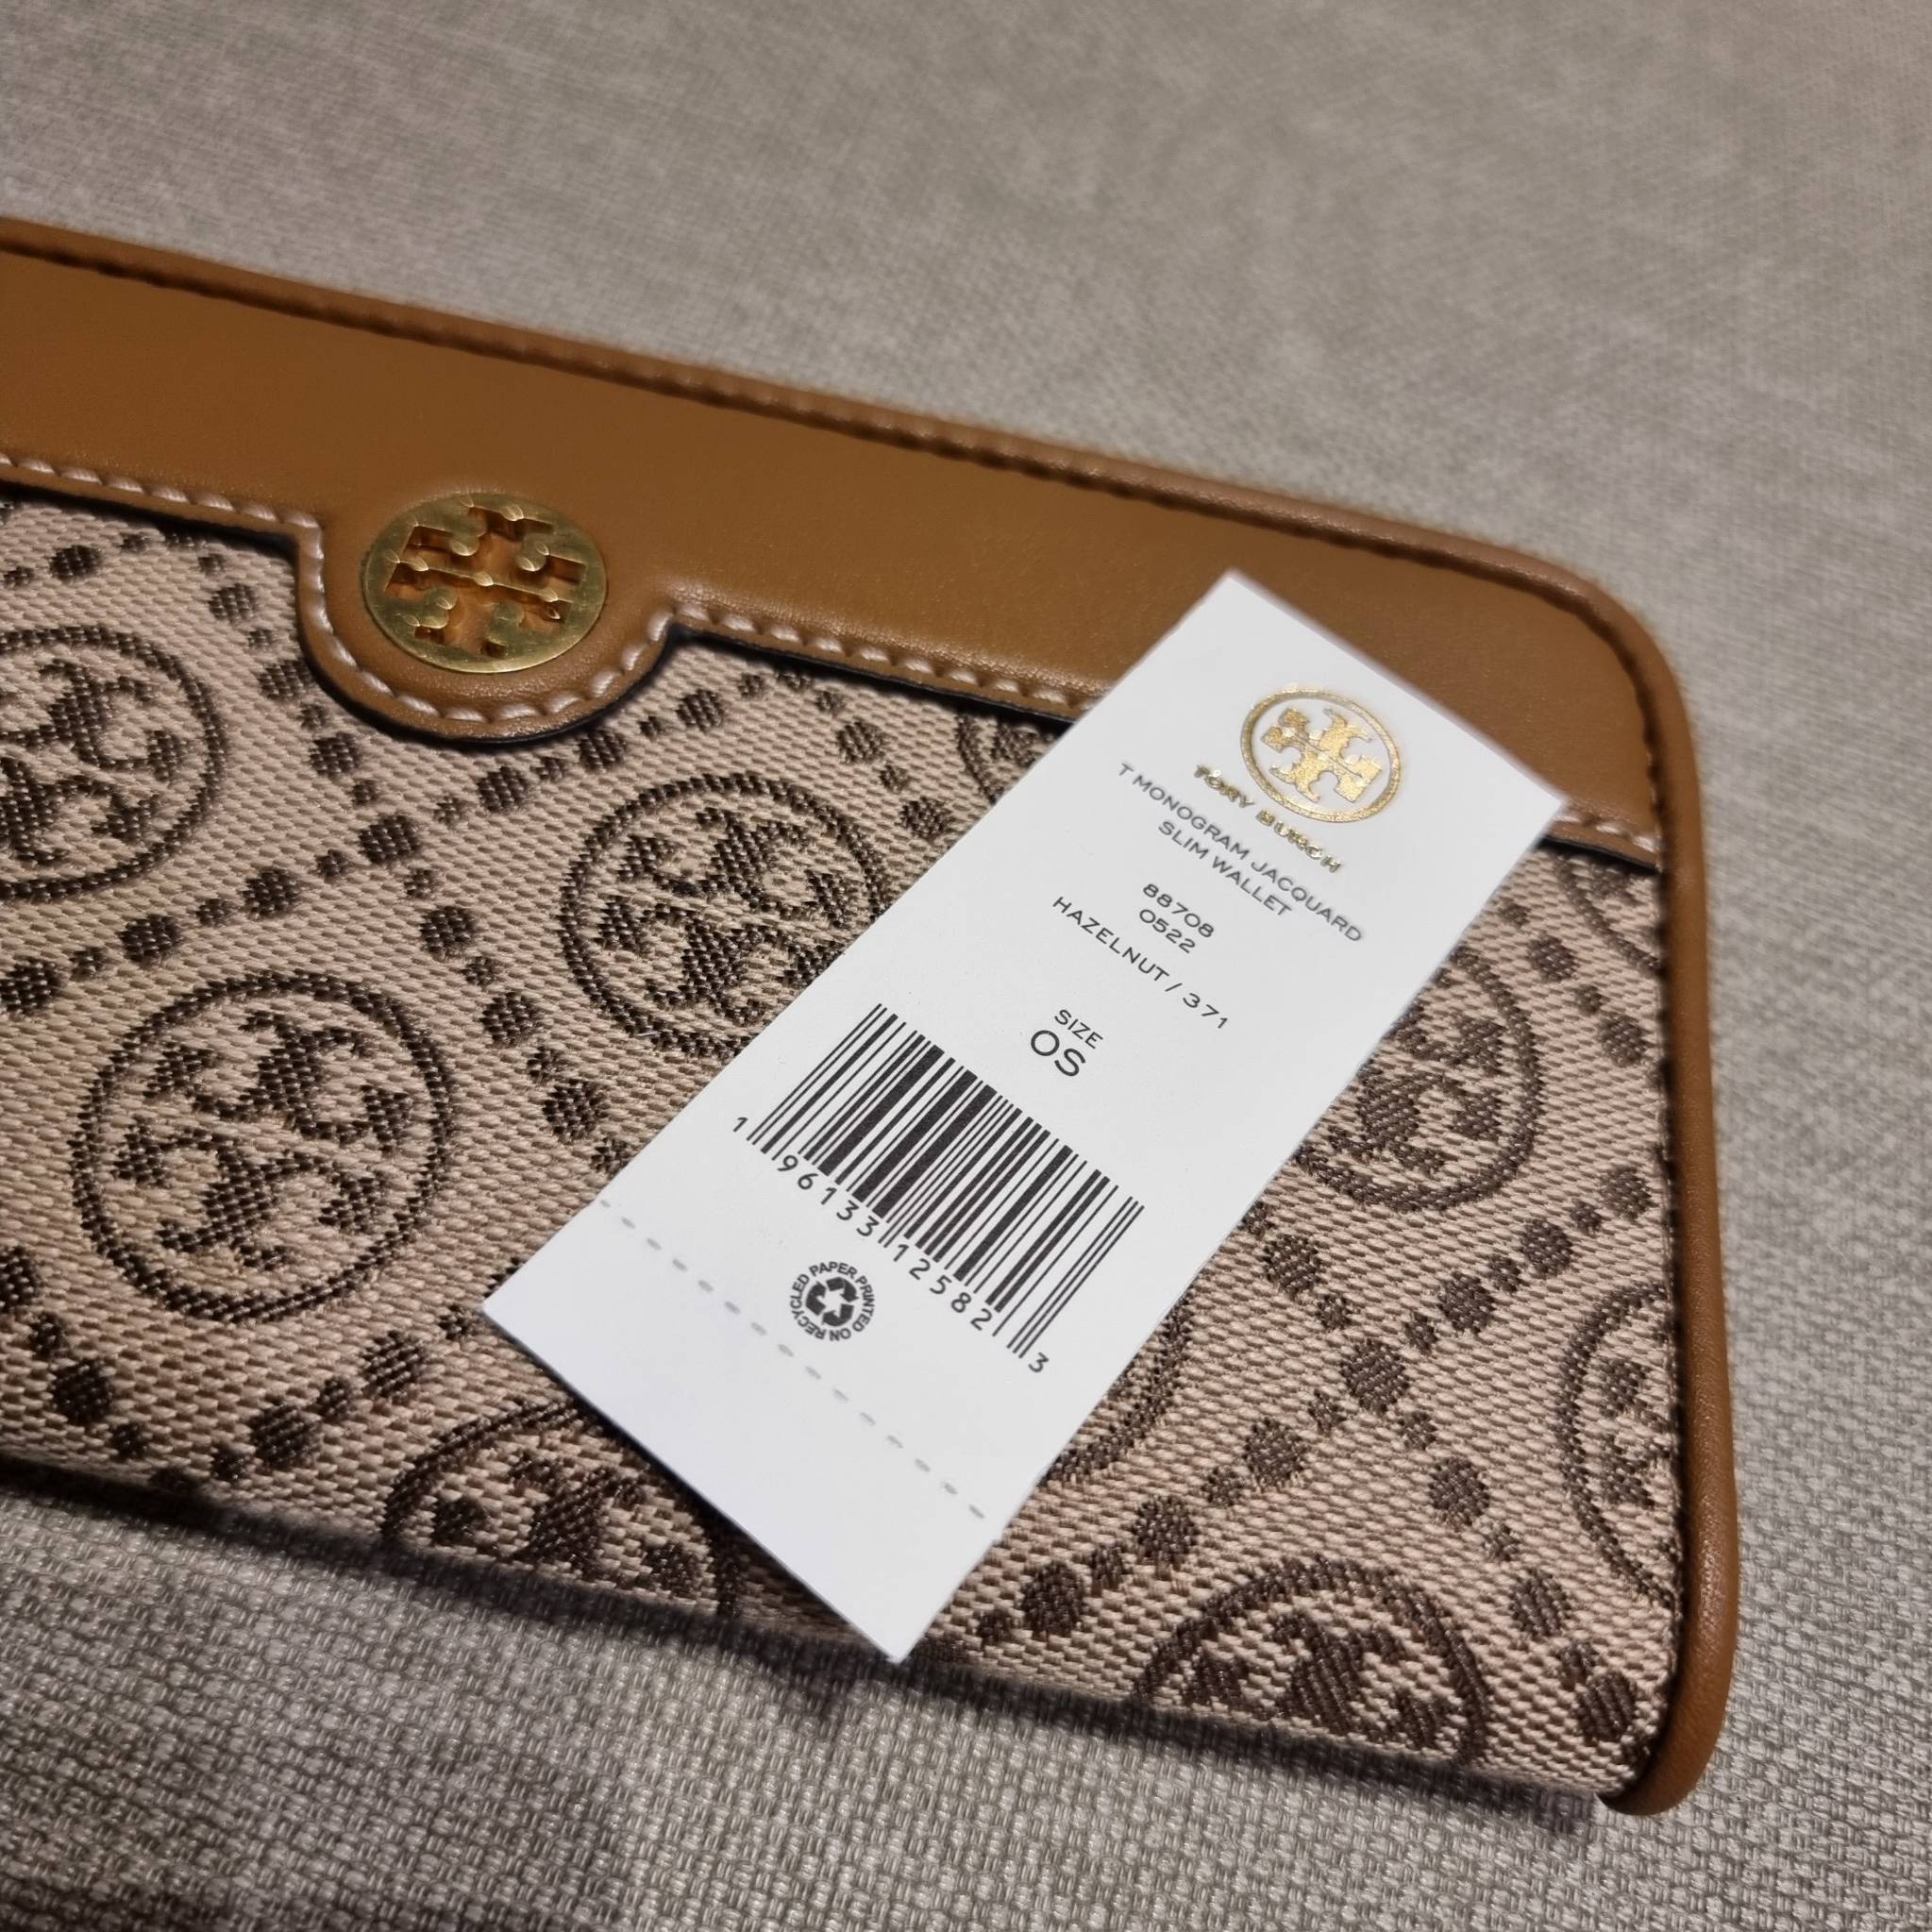 TORY BURCH
T MONOGRAM JACQUARD
SLIM WALLET
88708
0522
HAZELNUT / 371
SIZE
OS
1 96133 12582 3
PRINTED ON RECYCLED PAPER